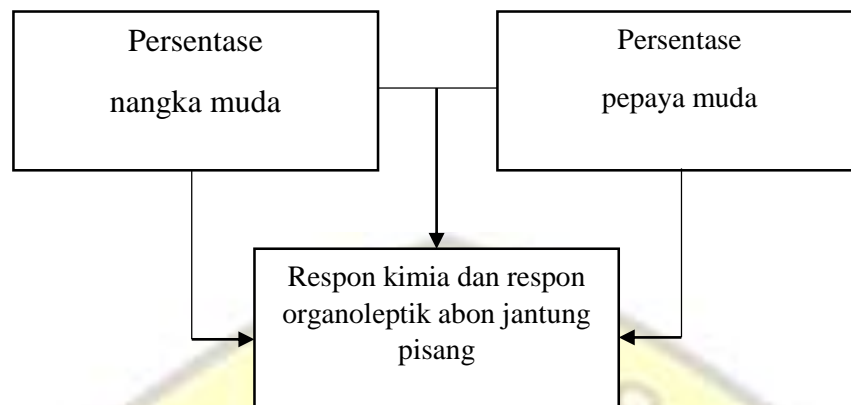 Persentase
nangka muda
Persentase
pepaya muda
Respon kimia dan respon
organoleptik abon jantung
pisang